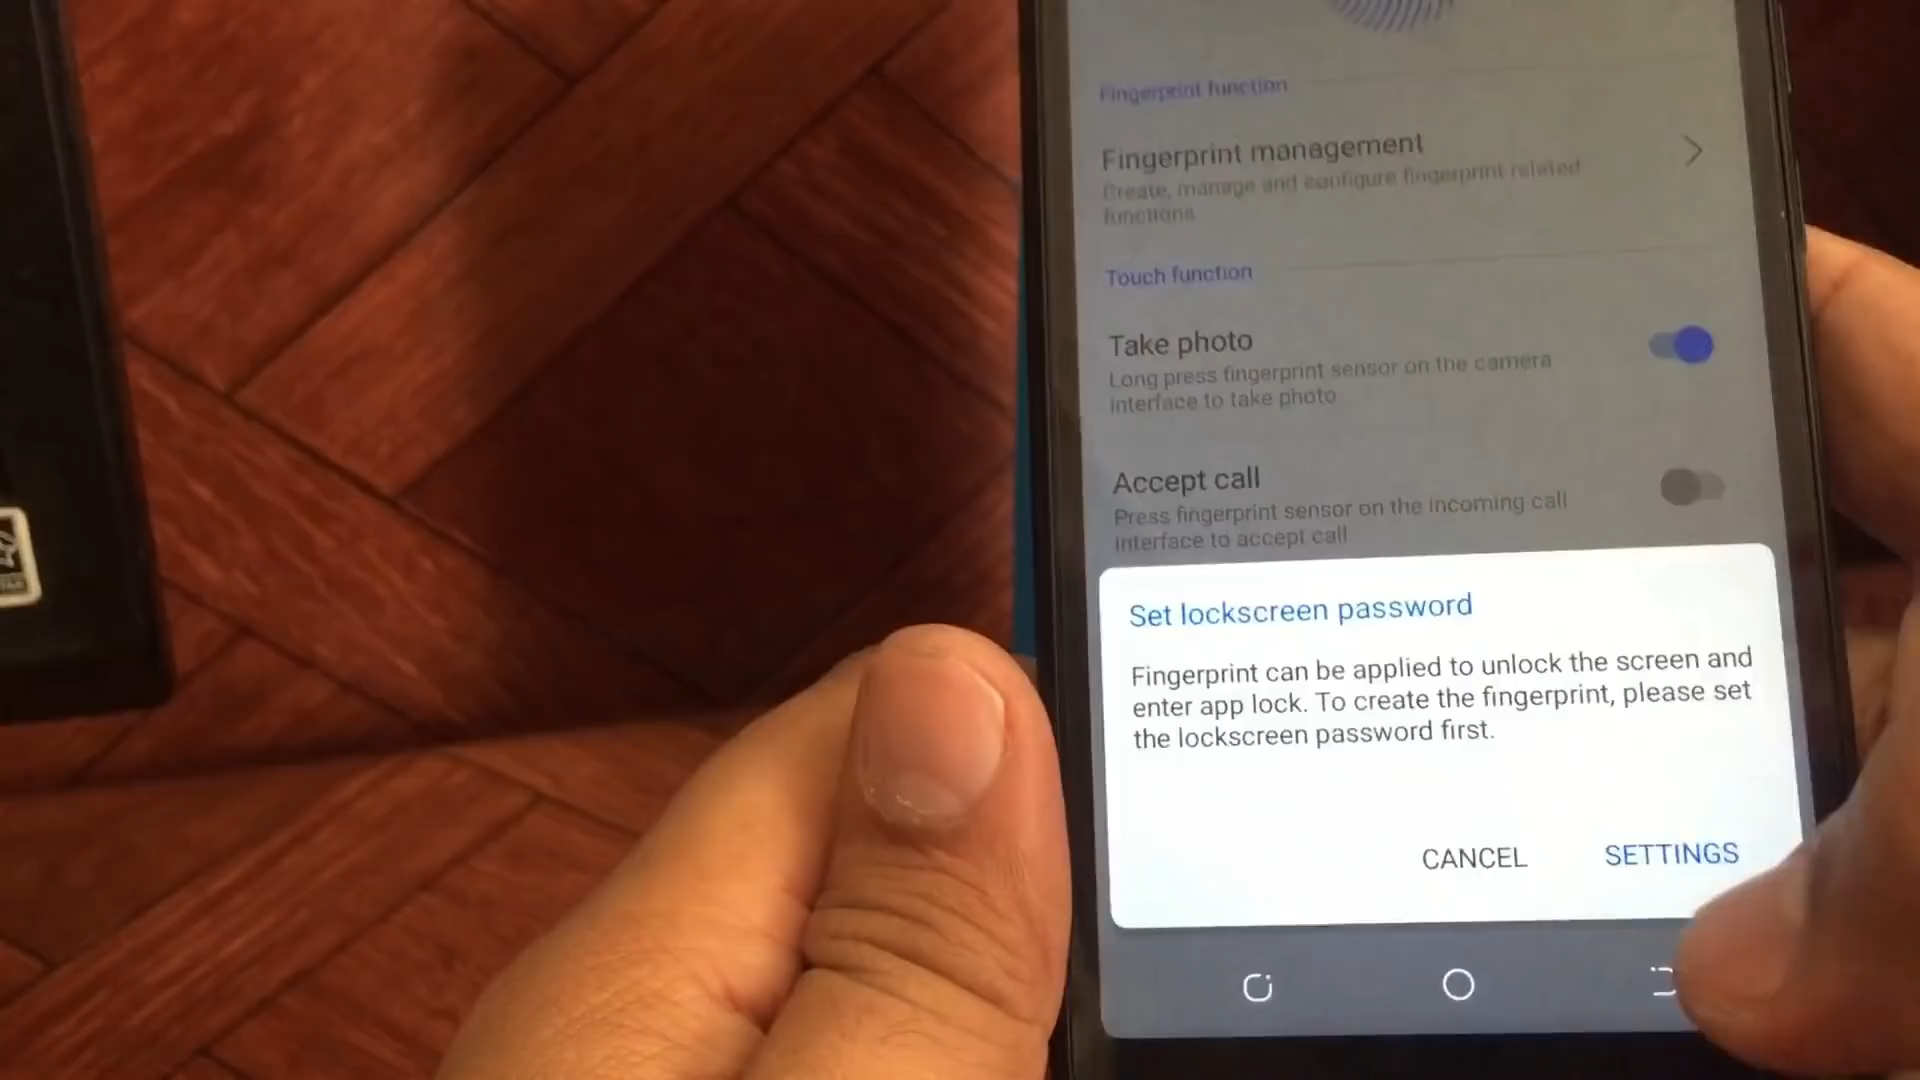 Fingerprint function
Fingerprint management
Create, manage and configure fingerprint related
functions
Touch function
Take photo
Long press fingerprint sensor on the camera
interface to take photo
Accept call
Press fingerprint sensor on the incoming call
interface to accept call
Set lockscreen password
Fingerprint can be applied to unlock the screen and
enter app lock. To create the fingerprint, please set
the lockscreen password first.
CANCEL SETTINGS